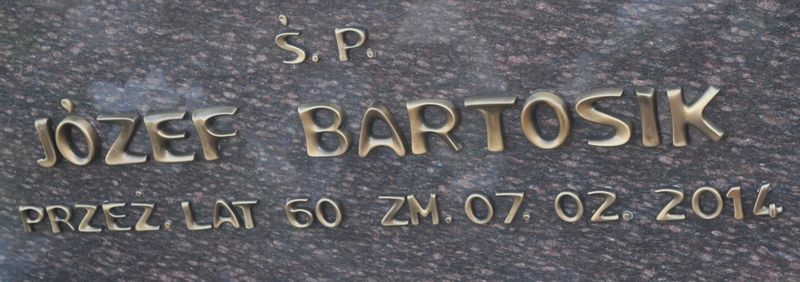 Ś.P.
JÓZEF BARTOSIK
PRZEŻ. LAT 60 ZM. 07. 02. 2014